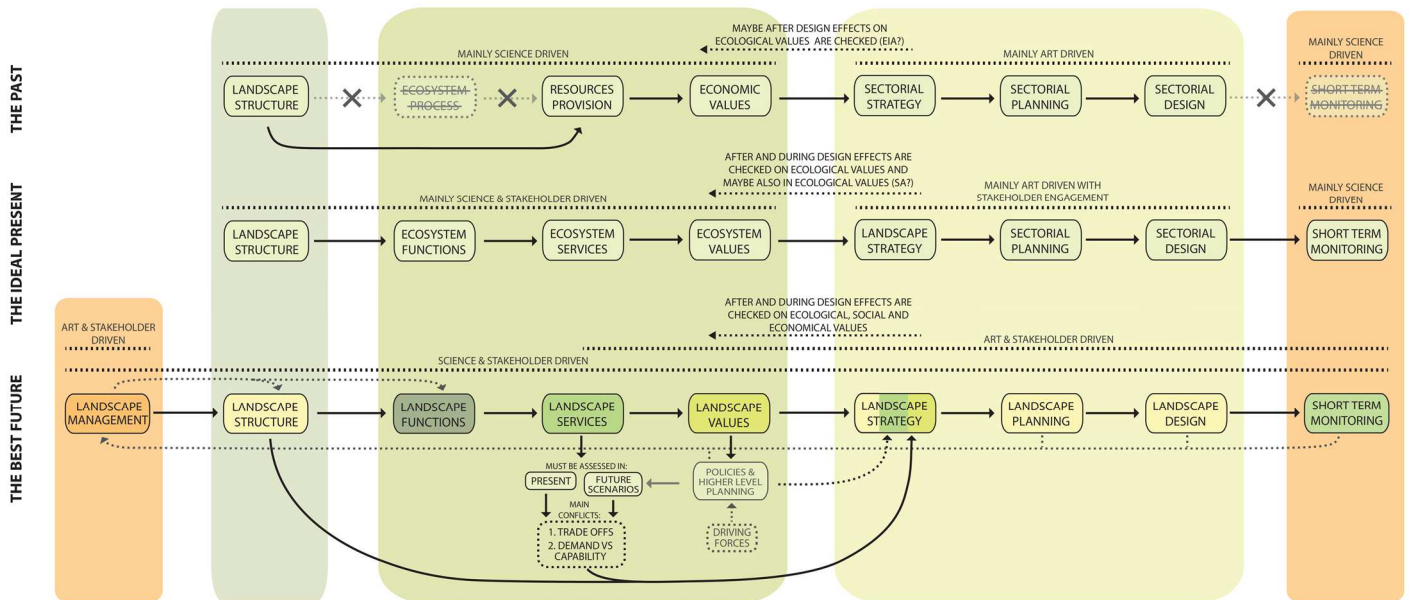 THE PAST
MAYBE AFTER DESIGN EFFECTS ON
ECOLOGICAL VALUES ARE CHECKED (EIA?)
MAINLY SCIENCE DRIVEN
MAINLY ART DRIVEN
MAINLY SCIENCE
DRIVEN
LANDSCAPE
STRUCTURE
ECOSYSTEM
PROCESS
RESOURCES
PROVISION
ECONOMIC
VALUES
SECTORIAL
STRATEGY
SECTORIAL
PLANNING
SECTORIAL
DESIGN
SHORT TERM
MONITORING
THE IDEAL PRESENT
AFTER AND DURING DESIGN EFFECTS ARE
CHECKED ON ECOLOGICAL VALUES AND
MAYBE ALSO IN ECOLOGICAL VALUES (SA?)
MAINLY SCIENCE & STAKEHOLDER DRIVEN
MAINLY ART DRIVEN WITH
STAKEHOLDER ENGAGEMENT
MAINLY SCIENCE
DRIVEN
LANDSCAPE
STRUCTURE
ECOSYSTEM
FUNCTIONS
ECOSYSTEM
SERVICES
ECOSYSTEM
VALUES
LANDSCAPE
STRATEGY
SECTORIAL
PLANNING
SECTORIAL
DESIGN
SHORT TERM
MONITORING
THE BEST FUTURE
AFTER AND DURING DESIGN EFFECTS ARE
CHECKED ON ECOLOGICAL, SOCIAL AND
ECONOMICAL VALUES
ART & STAKEHOLDER
DRIVEN
ART & STAKEHOLDER DRIVEN
SCIENCE & STAKEHOLDER DRIVEN
LANDSCAPE
MANAGEMENT
LANDSCAPE
STRUCTURE
LANDSCAPE
FUNCTIONS
LANDSCAPE
SERVICES
LANDSCAPE
VALUES
LANDSCAPE
STRATEGY
LANDSCAPE
PLANNING
LANDSCAPE
DESIGN
SHORT TERM
MONITORING
MUST BE ASSESSED IN:
PRESENT
FUTURE
SCENARIOS
POLICIES &
HIGHER LEVEL
PLANNING
MAIN
CONFLICTS:
1. TRADE OFFS
2. DEMAND VS
CAPABILITY
DRIVING
FORCES